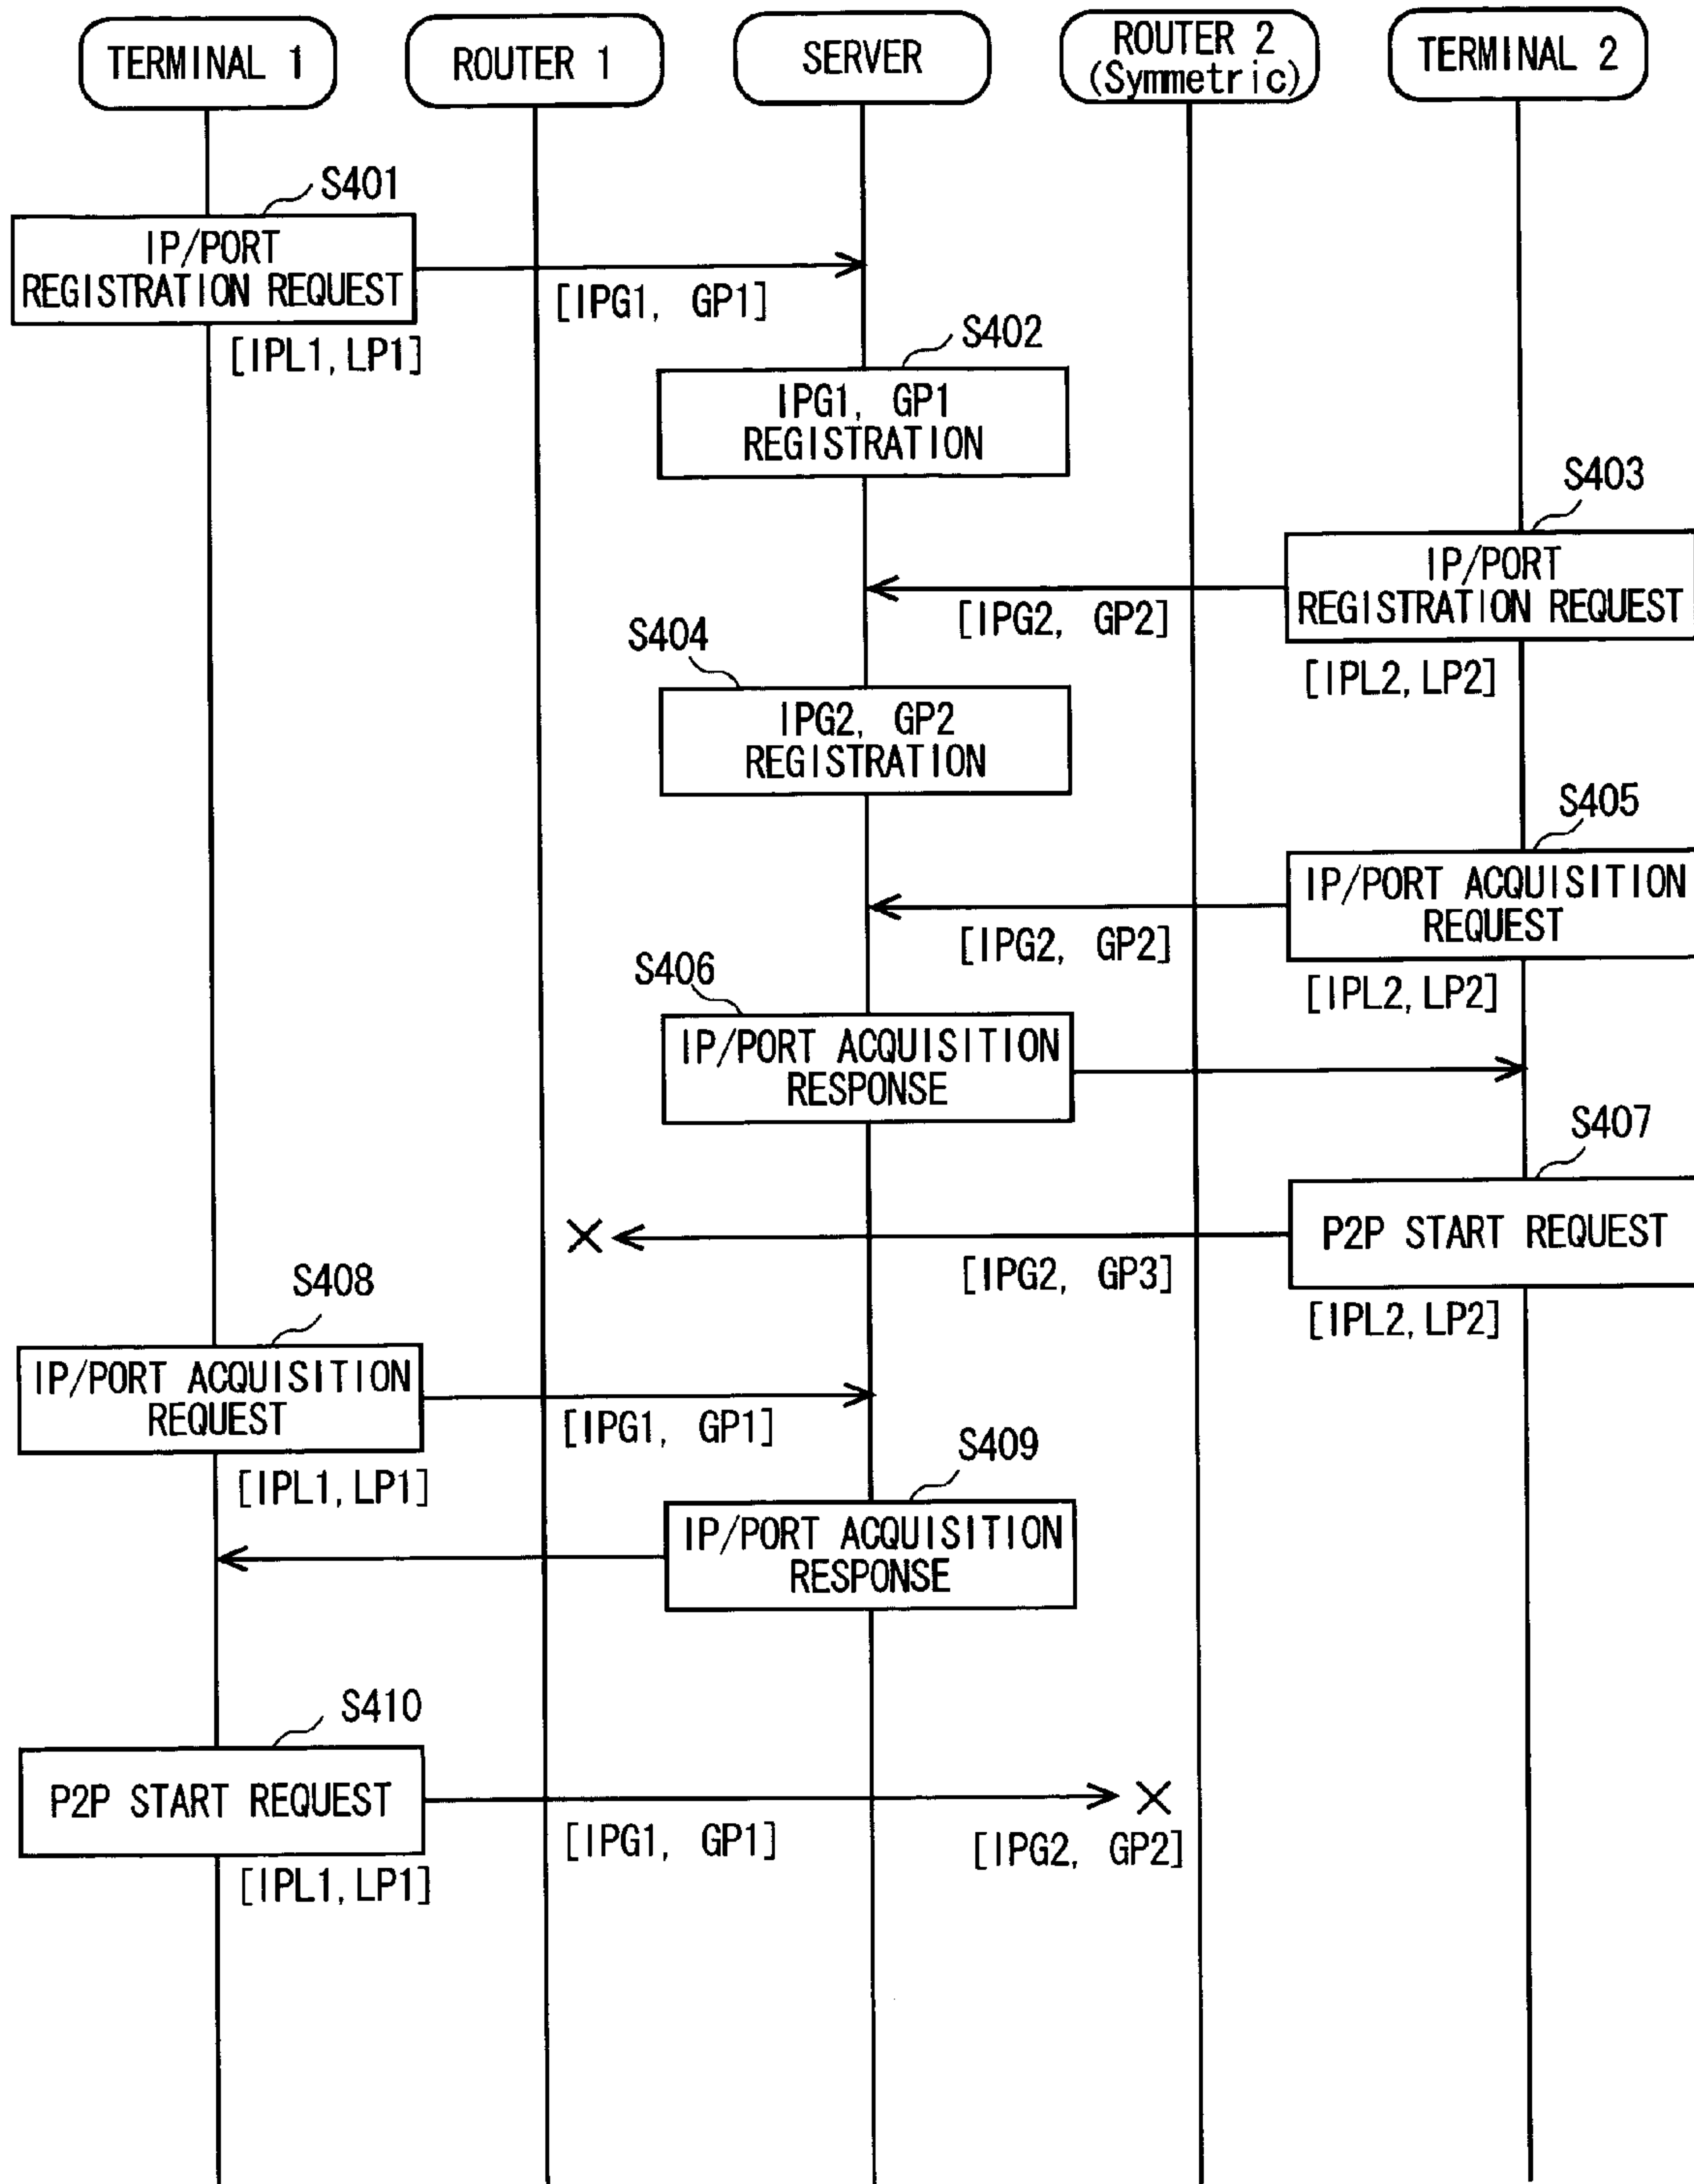 TERMINAL 1
ROUTER 1
SERVER
ROUTER 2
(Symmetric)
TERMINAL 2
S401
IP/PORT
REGISTRATION REQUEST
[IPG1, GP1]
[IPL1, LP1]
S402
IPG1, GP1
REGISTRATION
S403
IP/PORT
REGISTRATION REQUEST
[IPG2, GP2]
[IPL2, LP2]
S404
IPG2, GP2
REGISTRATION
S405
IP/PORT ACQUISITION
REQUEST
[IPG2, GP2]
[IPL2, LP2]
S406
IP/PORT ACQUISITION
RESPONSE
S407
P2P START REQUEST
[IPG2, GP3]
[IPL2, LP2]
S408
IP/PORT ACQUISITION
REQUEST
[IPG1, GP1]
[IPL1, LP1]
S409
IP/PORT ACQUISITION
RESPONSE
S410
P2P START REQUEST
[IPG1, GP1]
[IPG2, GP2]
[IPL1, LP1]